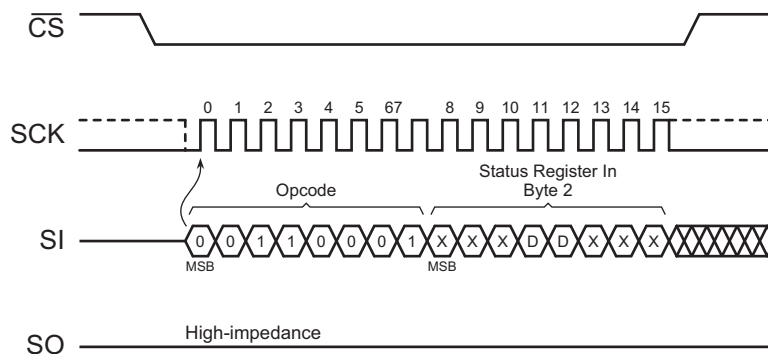 CS
0 1 2 3 4 5 67 8 9 10 11 12 13 14 15
SCK
Opcode
Status Register In
Byte 2
SI
0 0 1 1 0 0 0 1 X X X D D X X X
MSB MSB
High-impedance
SO